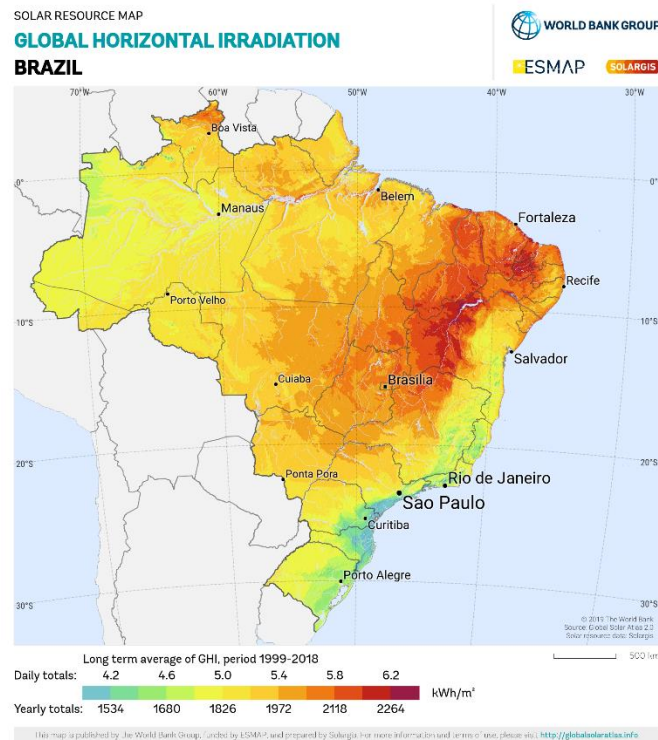 SOLAR RESOURCE MAP
GLOBAL HORIZONTAL IRRADIATION
BRAZIL
WORLD BANK GROUP
ESMAP
SOLARGIS
70°W 60°W 50°W 40°W 30°W
Boa Vista
0° 0°
Manaus
Belem
Fortaleza
Recife
Porto Velho
10°S 10°S
Salvador
Cuiaba
Brasilia
20°S 20°S
Ponta Pora
Rio de Janeiro
Sao Paulo
Curitiba
Porto Alegre
30°S 30°S
© 2019 The World Bank
Source: Global Solar Atlas 2.0
Solar resource data: Solargis
500 km
Long term average of GHI, period 1999-2018
Daily totals: 4.2 4.6 5.0 5.4 5.8 6.2
kWh/m²
Yearly totals: 1534 1680 1826 1972 2118 2264
This map is published by the World Bank Group, funded by ESMAP, and prepared by Solargis. For more information and terms of use, please visit http://globalsolaratlas.info